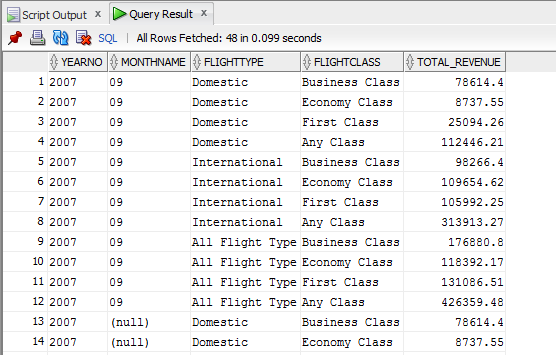 Script Output x Query Result x
SQL | All Rows Fetched: 48 in 0.099 seconds
YEARNO MONTHNAME FLIGHTTYPE FLIGHTCLASS TOTAL_REVENUE
1 2007 09 Domestic Business Class 78614.4
2 2007 09 Domestic Economy Class 8737.55
3 2007 09 Domestic First Class 25094.26
4 2007 09 Domestic Any Class 112446.21
5 2007 09 International Business Class 98266.4
6 2007 09 International Economy Class 109654.62
7 2007 09 International First Class 105992.25
8 2007 09 International Any Class 313913.27
9 2007 09 All Flight Type Business Class 176880.8
10 2007 09 All Flight Type Economy Class 118392.17
11 2007 09 All Flight Type First Class 131086.51
12 2007 09 All Flight Type Any Class 426359.48
13 2007 (null) Domestic Business Class 78614.4
14 2007 (null) Domestic Economy Class 8737.55